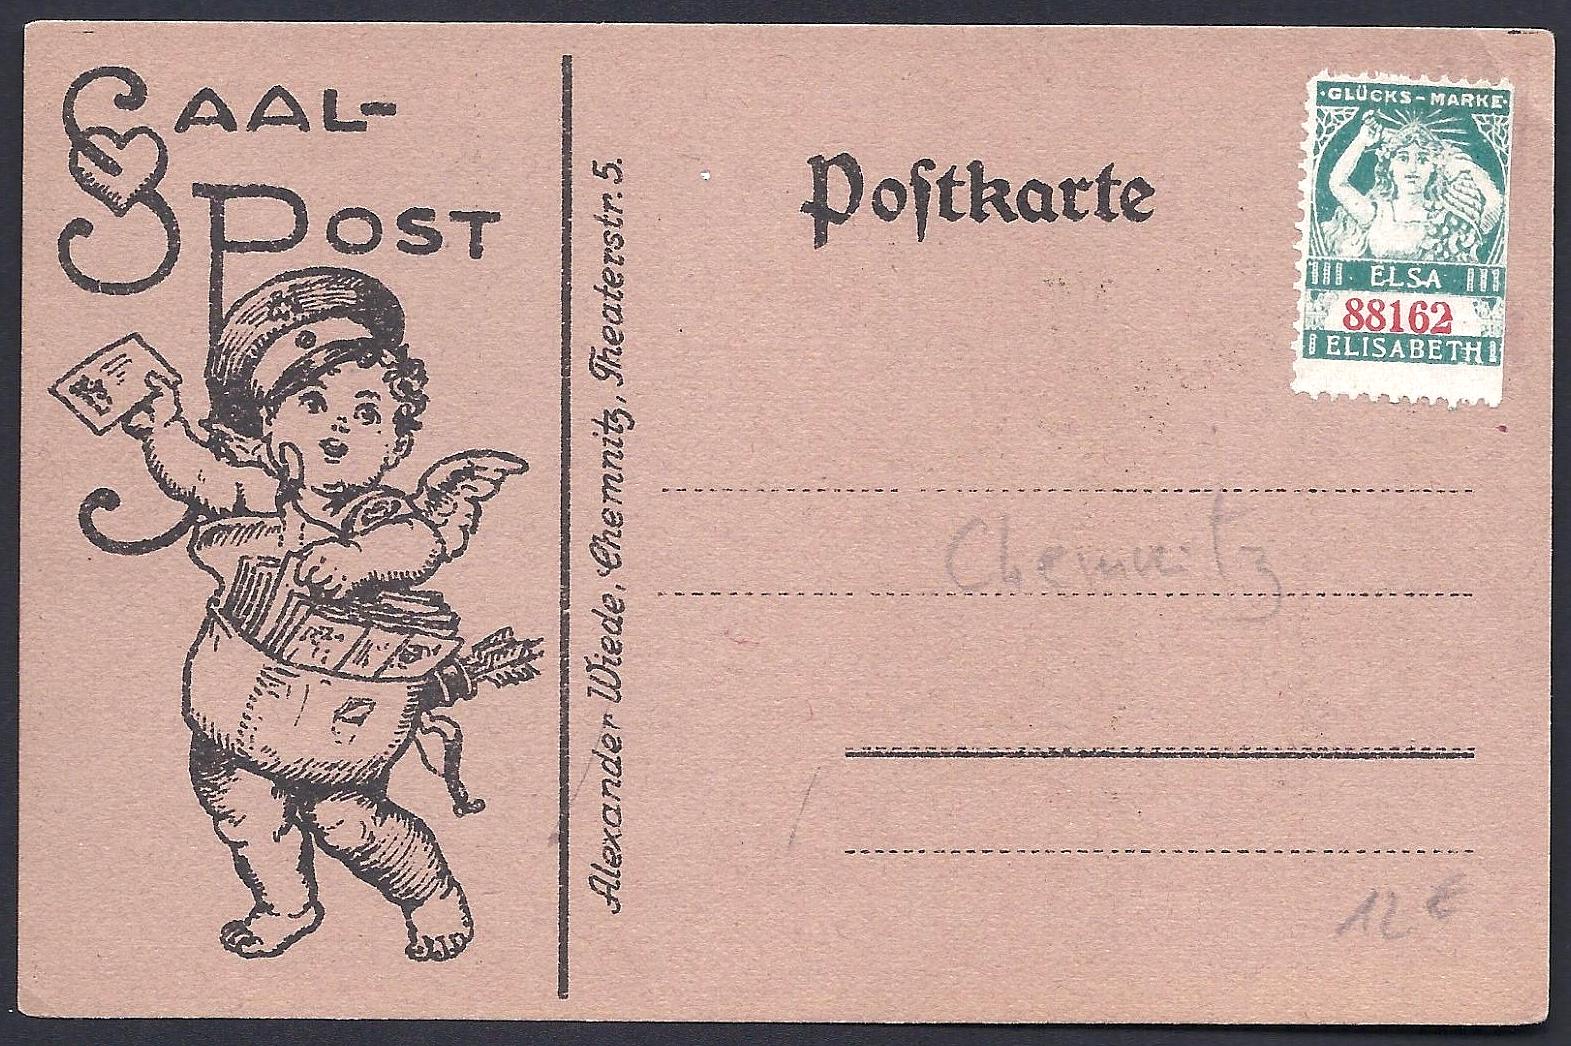 SAAL-
POST
Alexander Wiede, Chemnitz, Theaterstr. 5.
Postkarte
GLÜCKS-MARKE
ELSA
88162
ELISABETH
Chemnitz
12 €